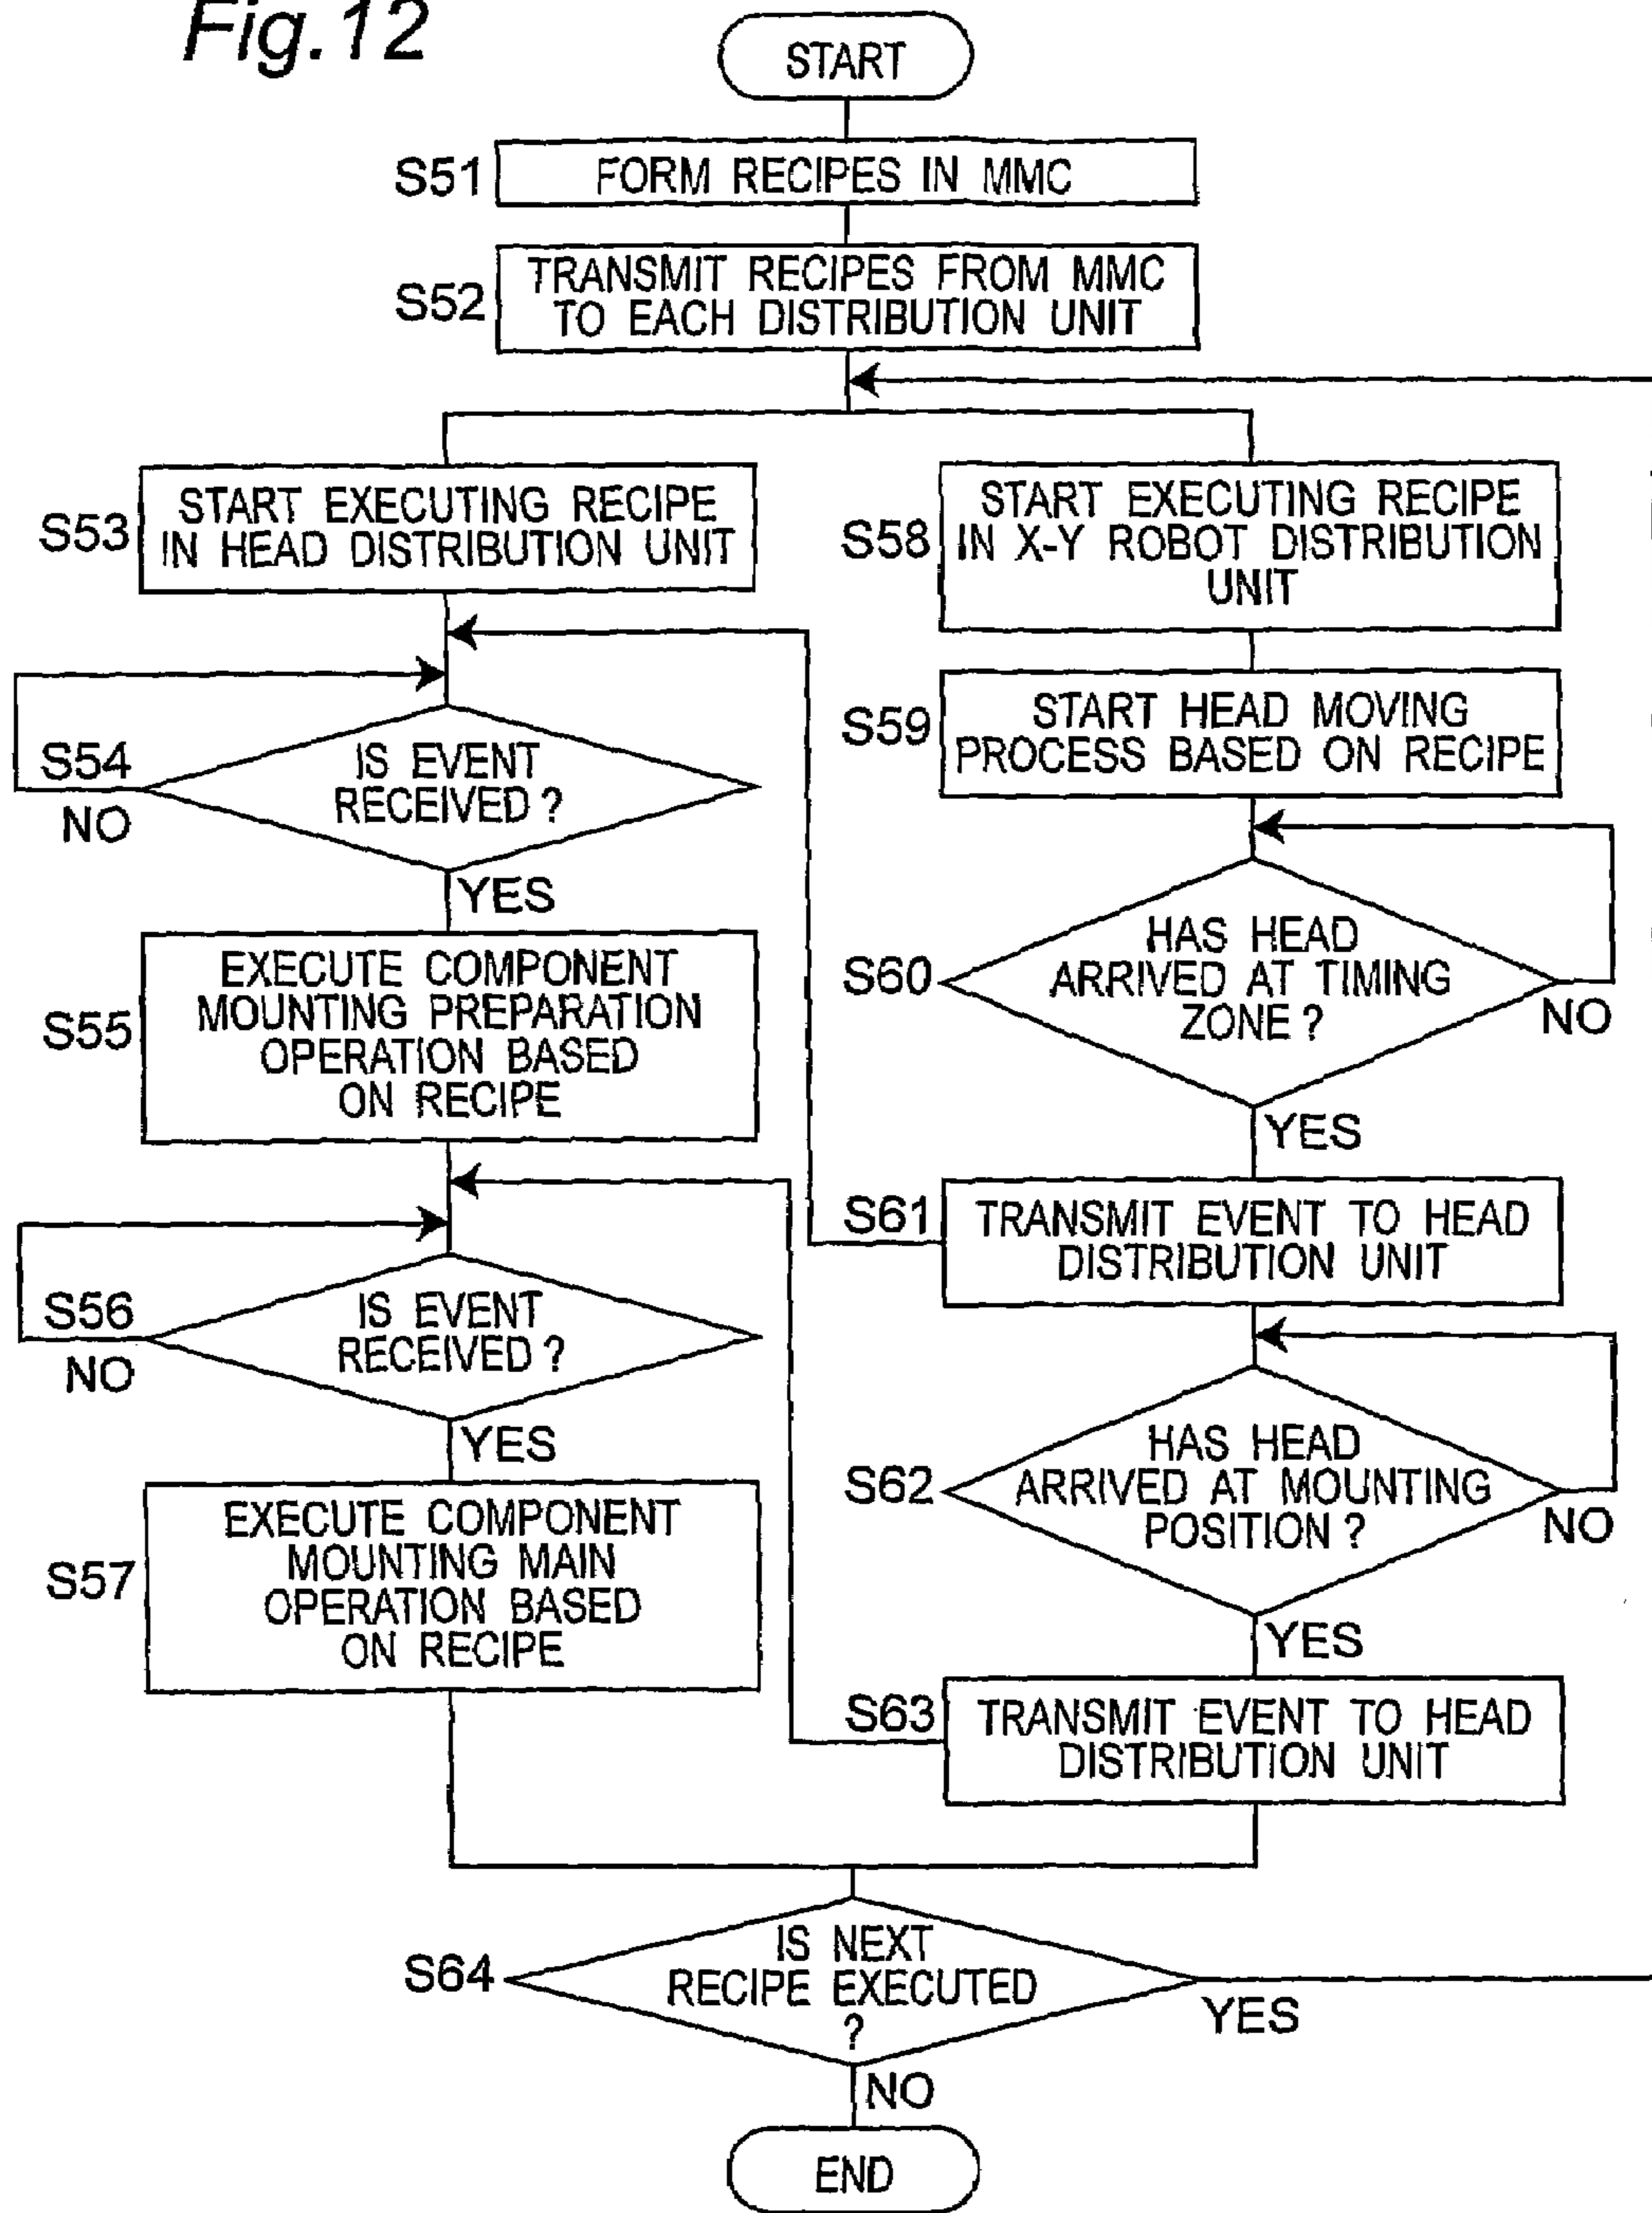 Fig.12
START
S51
FORM RECIPES IN MMC
S52
TRANSMIT RECIPES FROM MMC
TO EACH DISTRIBUTION UNIT
S53
START EXECUTING RECIPE
IN HEAD DISTRIBUTION UNIT
S54
NO
IS EVENT
RECEIVED ?
YES
S55
EXECUTE COMPONENT
MOUNTING PREPARATION
OPERATION BASED
ON RECIPE
S56
NO
IS EVENT
RECEIVED ?
YES
S57
EXECUTE COMPONENT
MOUNTING MAIN
OPERATION BASED
ON RECIPE
S58
START EXECUTING RECIPE
IN X-Y ROBOT DISTRIBUTION
UNIT
S59
START HEAD MOVING
PROCESS BASED ON RECIPE
S60
HAS HEAD
ARRIVED AT TIMING
ZONE ?
NO
YES
S61
TRANSMIT EVENT TO HEAD
DISTRIBUTION UNIT
S62
HAS HEAD
ARRIVED AT MOUNTING
POSITION ?
NO
YES
S63
TRANSMIT EVENT TO HEAD
DISTRIBUTION UNIT
S64
IS NEXT
RECIPE EXECUTED
?
YES
NO
END